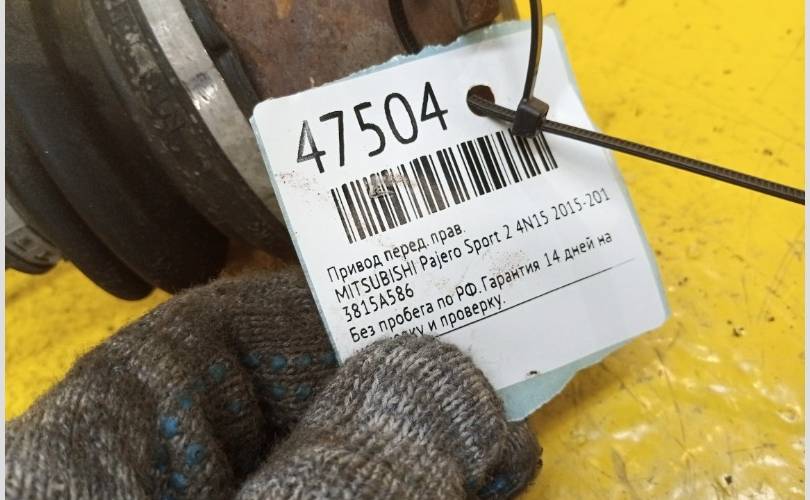 47504
Привод перед. прав.
MITSUBISHI Pajero Sport 2 4N15 2015-201
3815A586
Без пробега по РФ.Гарантия 14 дней на
и проверку.